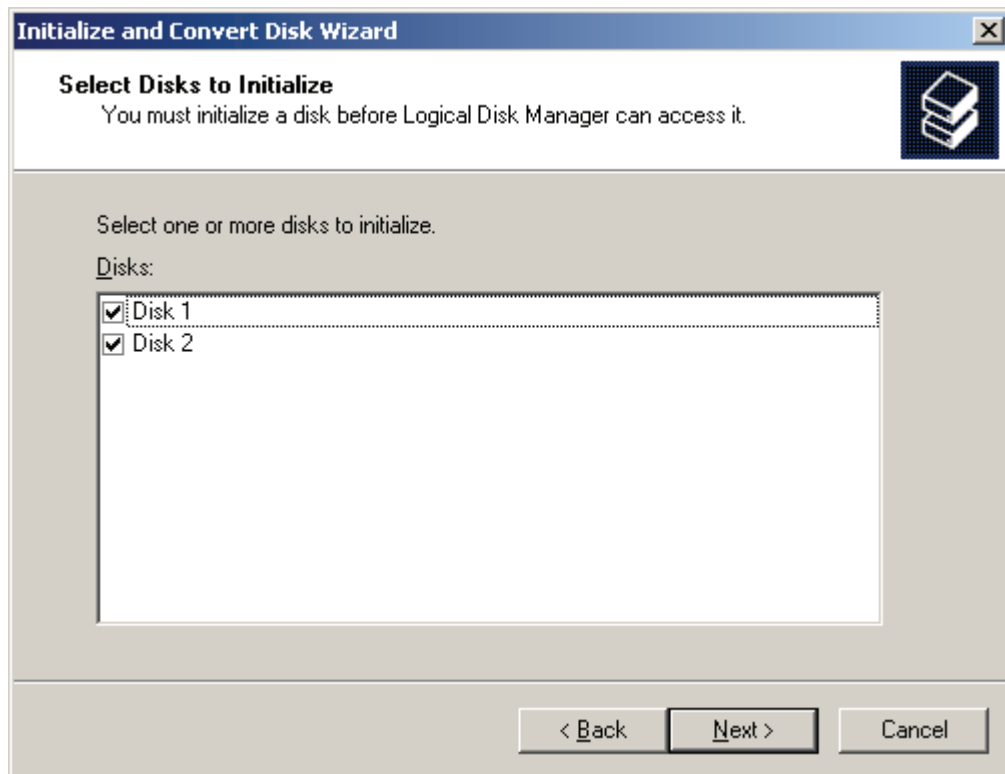 Initialize and Convert Disk Wizard
Select Disks to Initialize
You must initialize a disk before Logical Disk Manager can access it.
Select one or more disks to initialize.
Disks:
Disk 1
Disk 2
< Back Next > Cancel